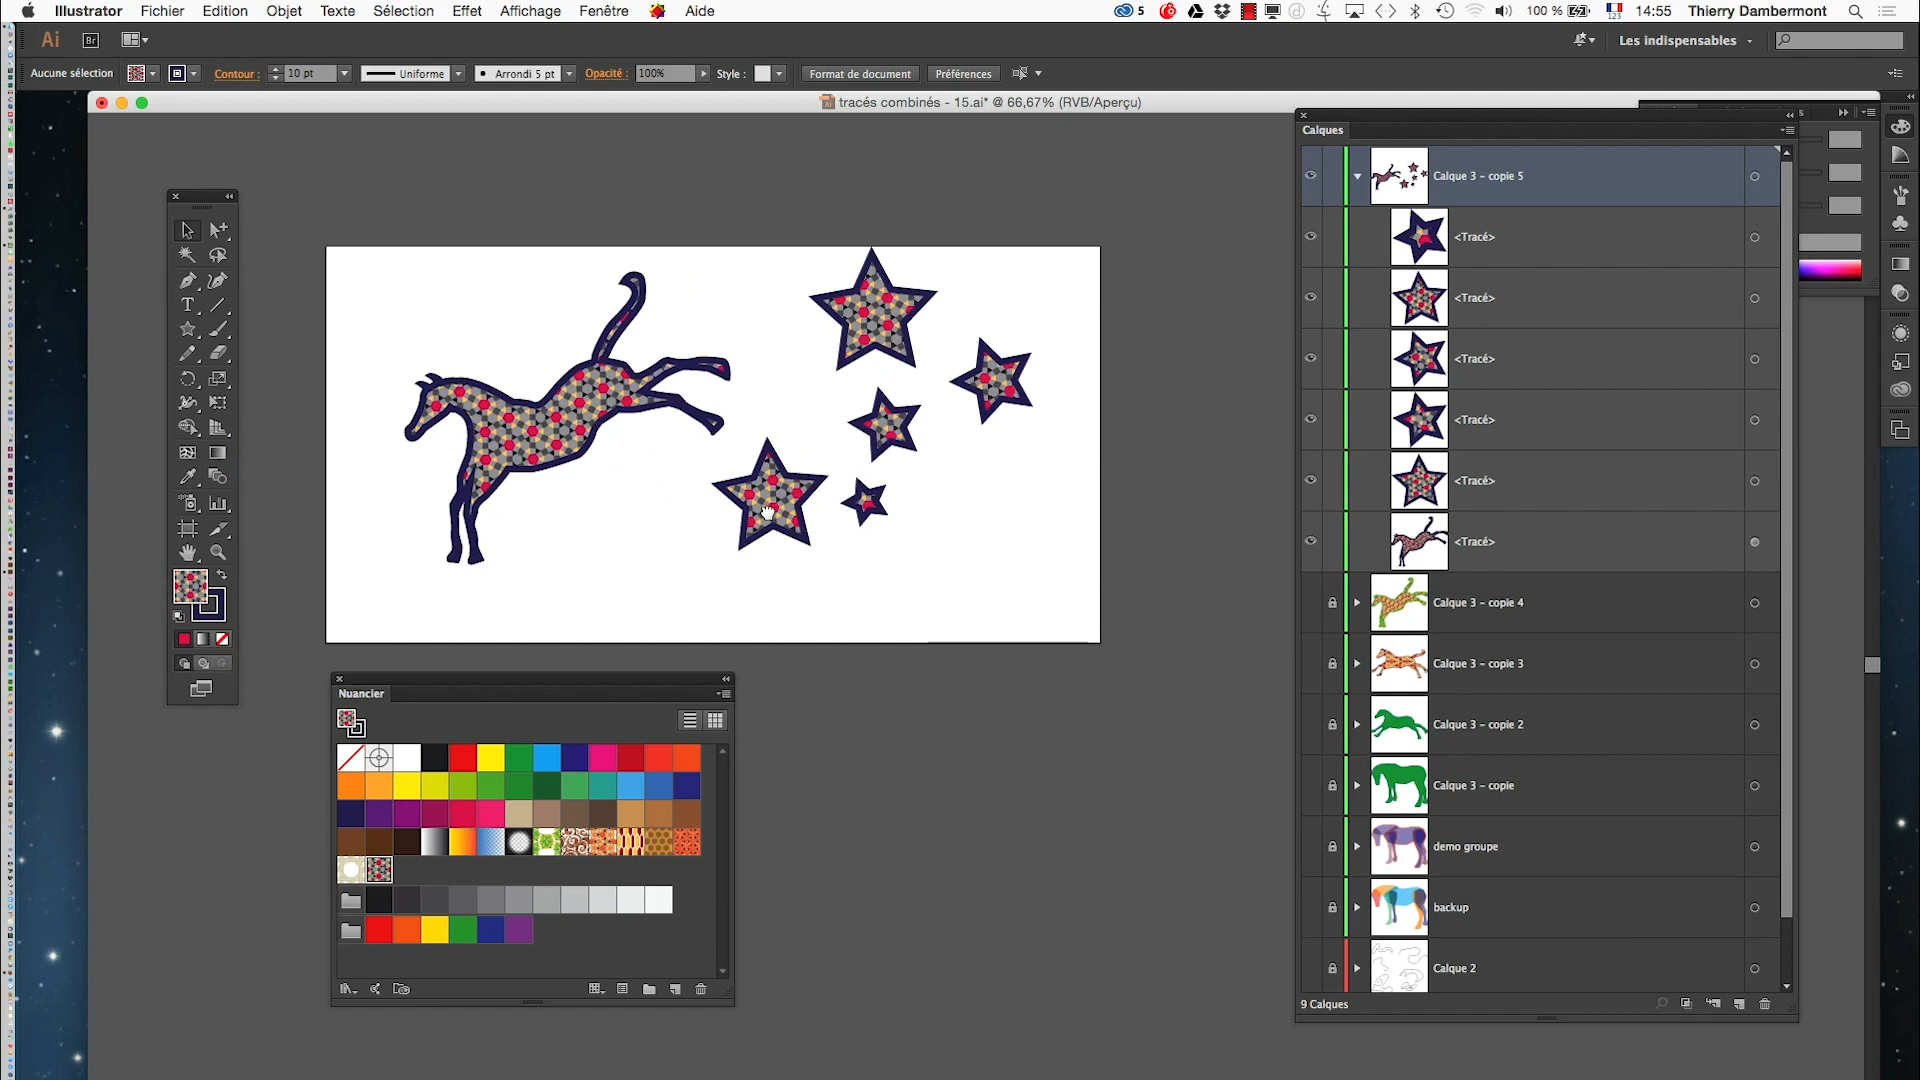 Illustrator Fichier Edition Objet Texte Sélection Effet Affichage Fenêtre Aide 5 100 % 14:55 Thierry Dambermont
Ai Br Les indispensables
Aucune sélection Contour : 10 pt Uniforme Arrondi 5 pt Opacité : 100% Style : Format de document Préférences
tracés combinés - 15.ai* @ 66,67% (RVB/Aperçu)
Calques
Calque 3 - copie 5
<Tracé>
<Tracé>
<Tracé>
<Tracé>
<Tracé>
<Tracé>
Calque 3 - copie 4
Calque 3 - copie 3
Calque 3 - copie 2
Calque 3 - copie
demo groupe
backup
Calque 2
9 Calques
Nuancier